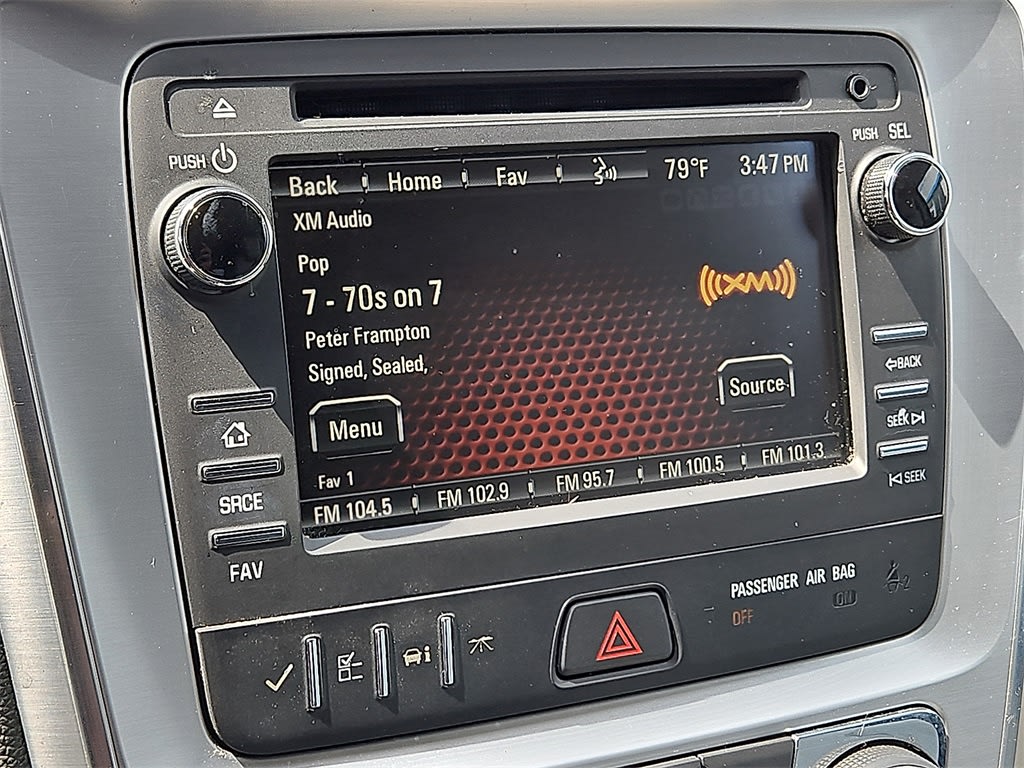 PUSH
PUSH SEL
Back Home Fav 79°F 3:47 PM
XM Audio
Pop
7 - 70s on 7
Peter Frampton
Signed, Sealed,
((XM))
Menu
Source
Fav 1
FM 104.5 FM 102.9 FM 95.7 FM 100.5 FM 101.3
SRCE
FAV
BACK
SEEK
SEEK
PASSENGER AIR BAG
OFF ON
2